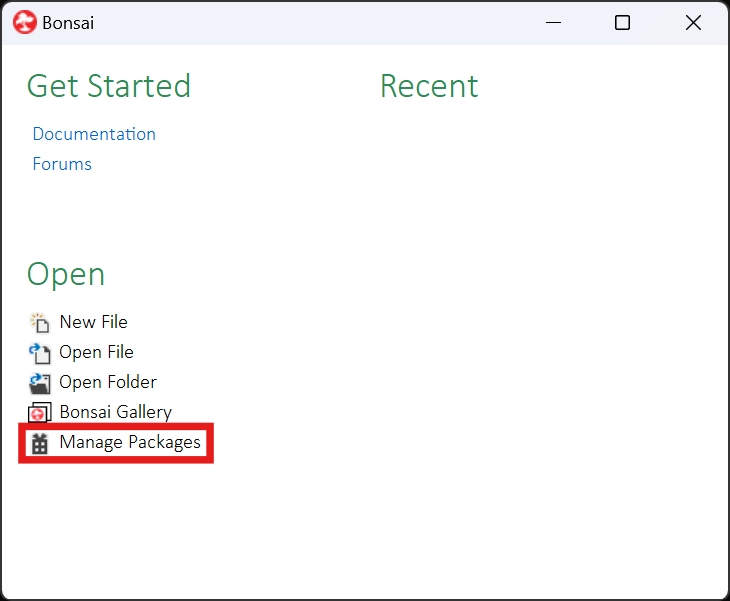 Bonsai
Get Started
Documentation
Forums
Recent
Open
New File
Open File
Open Folder
Bonsai Gallery
Manage Packages